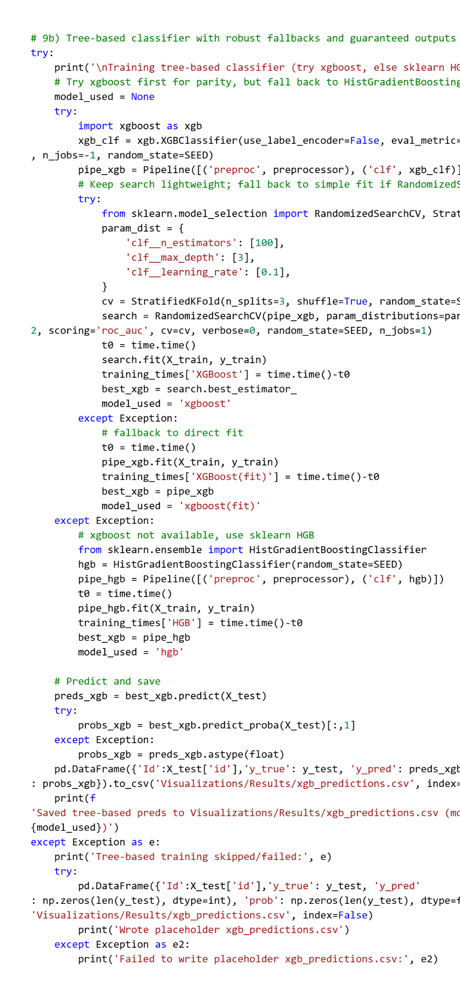 # 9b) Tree-based classifier with robust fallbacks and guaranteed outputs
try:
    print('\nTraining tree-based classifier (try xgboost, else sklearn HG
    # Try xgboost first for parity, but fall back to HistGradientBoosting
    model_used = None
    try:
        import xgboost as xgb
        xgb_clf = xgb.XGBClassifier(use_label_encoder=False, eval_metric=
, n_jobs=-1, random_state=SEED)
        pipe_xgb = Pipeline([('preproc', preprocessor), ('clf', xgb_clf)]
        # Keep search lightweight; fall back to simple fit if RandomizedS
        try:
            from sklearn.model_selection import RandomizedSearchCV, Strat
            param_dist = {
                'clf__n_estimators': [100],
                'clf__max_depth': [3],
                'clf__learning_rate': [0.1],
            }
            cv = StratifiedKFold(n_splits=3, shuffle=True, random_state=S
            search = RandomizedSearchCV(pipe_xgb, param_distributions=par
2, scoring='roc_auc', cv=cv, verbose=0, random_state=SEED, n_jobs=1)
            t0 = time.time()
            search.fit(X_train, y_train)
            training_times['XGBoost'] = time.time()-t0
            best_xgb = search.best_estimator_
            model_used = 'xgboost'
        except Exception:
            # fallback to direct fit
            t0 = time.time()
            pipe_xgb.fit(X_train, y_train)
            training_times['XGBoost(fit)'] = time.time()-t0
            best_xgb = pipe_xgb
            model_used = 'xgboost(fit)'
    except Exception:
        # xgboost not available, use sklearn HGB
        from sklearn.ensemble import HistGradientBoostingClassifier
        hgb = HistGradientBoostingClassifier(random_state=SEED)
        pipe_hgb = Pipeline([('preproc', preprocessor), ('clf', hgb)])
        t0 = time.time()
        pipe_hgb.fit(X_train, y_train)
        training_times['HGB'] = time.time()-t0
        best_xgb = pipe_hgb
        model_used = 'hgb'

    # Predict and save
    preds_xgb = best_xgb.predict(X_test)
    try:
        probs_xgb = best_xgb.predict_proba(X_test)[:,1]
    except Exception:
        probs_xgb = preds_xgb.astype(float)
    pd.DataFrame({'Id':X_test['id'],'y_true': y_test, 'y_pred': preds_xgb
: probs_xgb}).to_csv('Visualizations/Results/xgb_predictions.csv', index=
    print(f
'Saved tree-based preds to Visualizations/Results/xgb_predictions.csv (mo
{model_used})')
except Exception as e:
    print('Tree-based training skipped/failed:', e)
    try:
        pd.DataFrame({'Id':X_test['id'],'y_true': y_test, 'y_pred'
: np.zeros(len(y_test), dtype=int), 'prob': np.zeros(len(y_test), dtype=f
'Visualizations/Results/xgb_predictions.csv', index=False)
        print('Wrote placeholder xgb_predictions.csv')
    except Exception as e2:
        print('Failed to write placeholder xgb_predictions.csv:', e2)